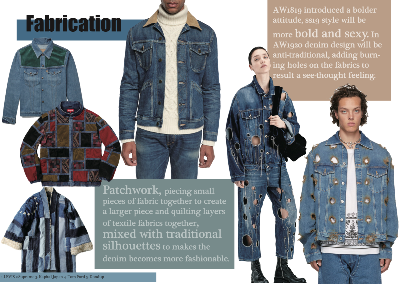 Fabrication
AW1819 introduced a bolder
attitude, ss19 style will be
more bold and sexy. In
AW1920 denim design will be
anti-traditional, adding burn-
ing holes on the fabrics to
result a see-thought feeling.
Patchwork, piecing small
pieces of fabric together to create
a larger piece and quilting layers
of textile fabrics together,
mixed with traditional
silhouettes to makes the
denim becomes more fashionable.